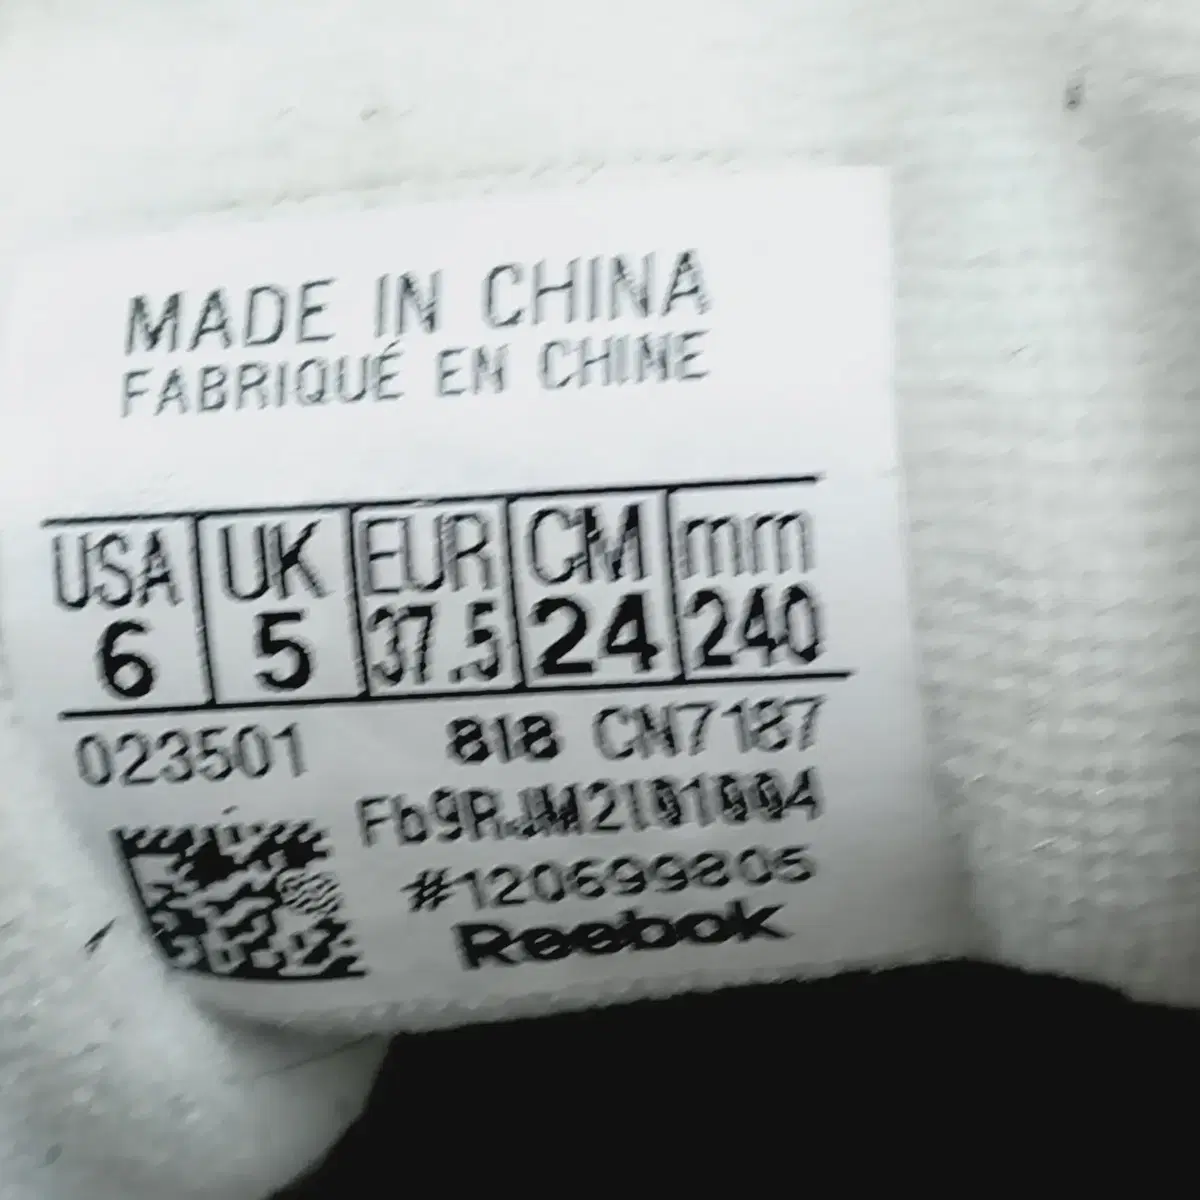 MADE IN CHINA
FABRIQUÉ EN CHINE
USA UK EUR CM mm
6 5 37.5 24 240
023501 818 CN7187
#120699805
Reebok